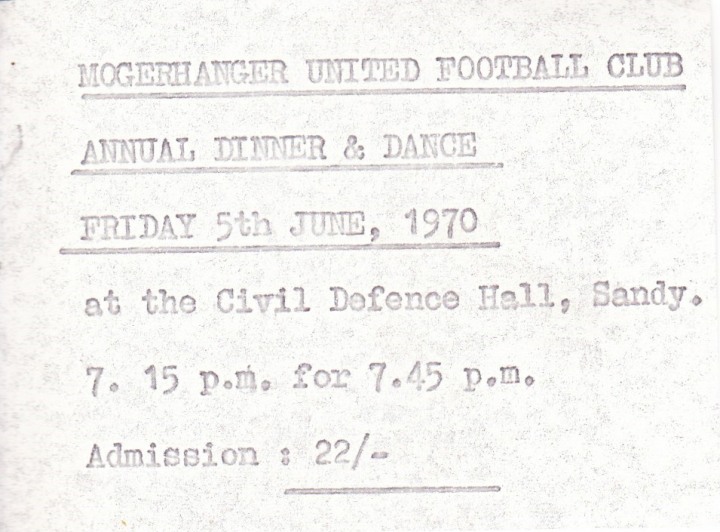 MOGERHANGER UNITED FOOTBALL CLUB
ANNUAL DINNER & DANCE
FRIDAY 5th JUNE, 1970
at the Civil Defence Hall, Sandy.
7. 15 p.m. for 7.45 p.m.
Admission : 22/-